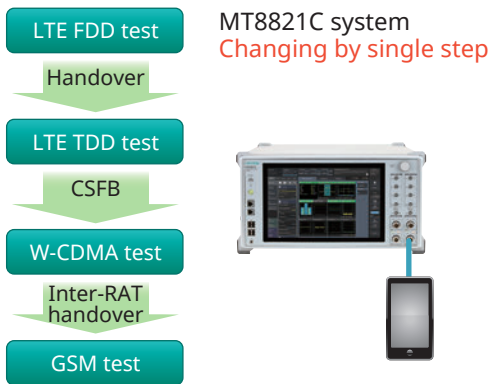 LTE FDD test
Handover
LTE TDD test
CSFB
W-CDMA test
Inter-RAT
handover
GSM test
MT8821C system
Changing by single step